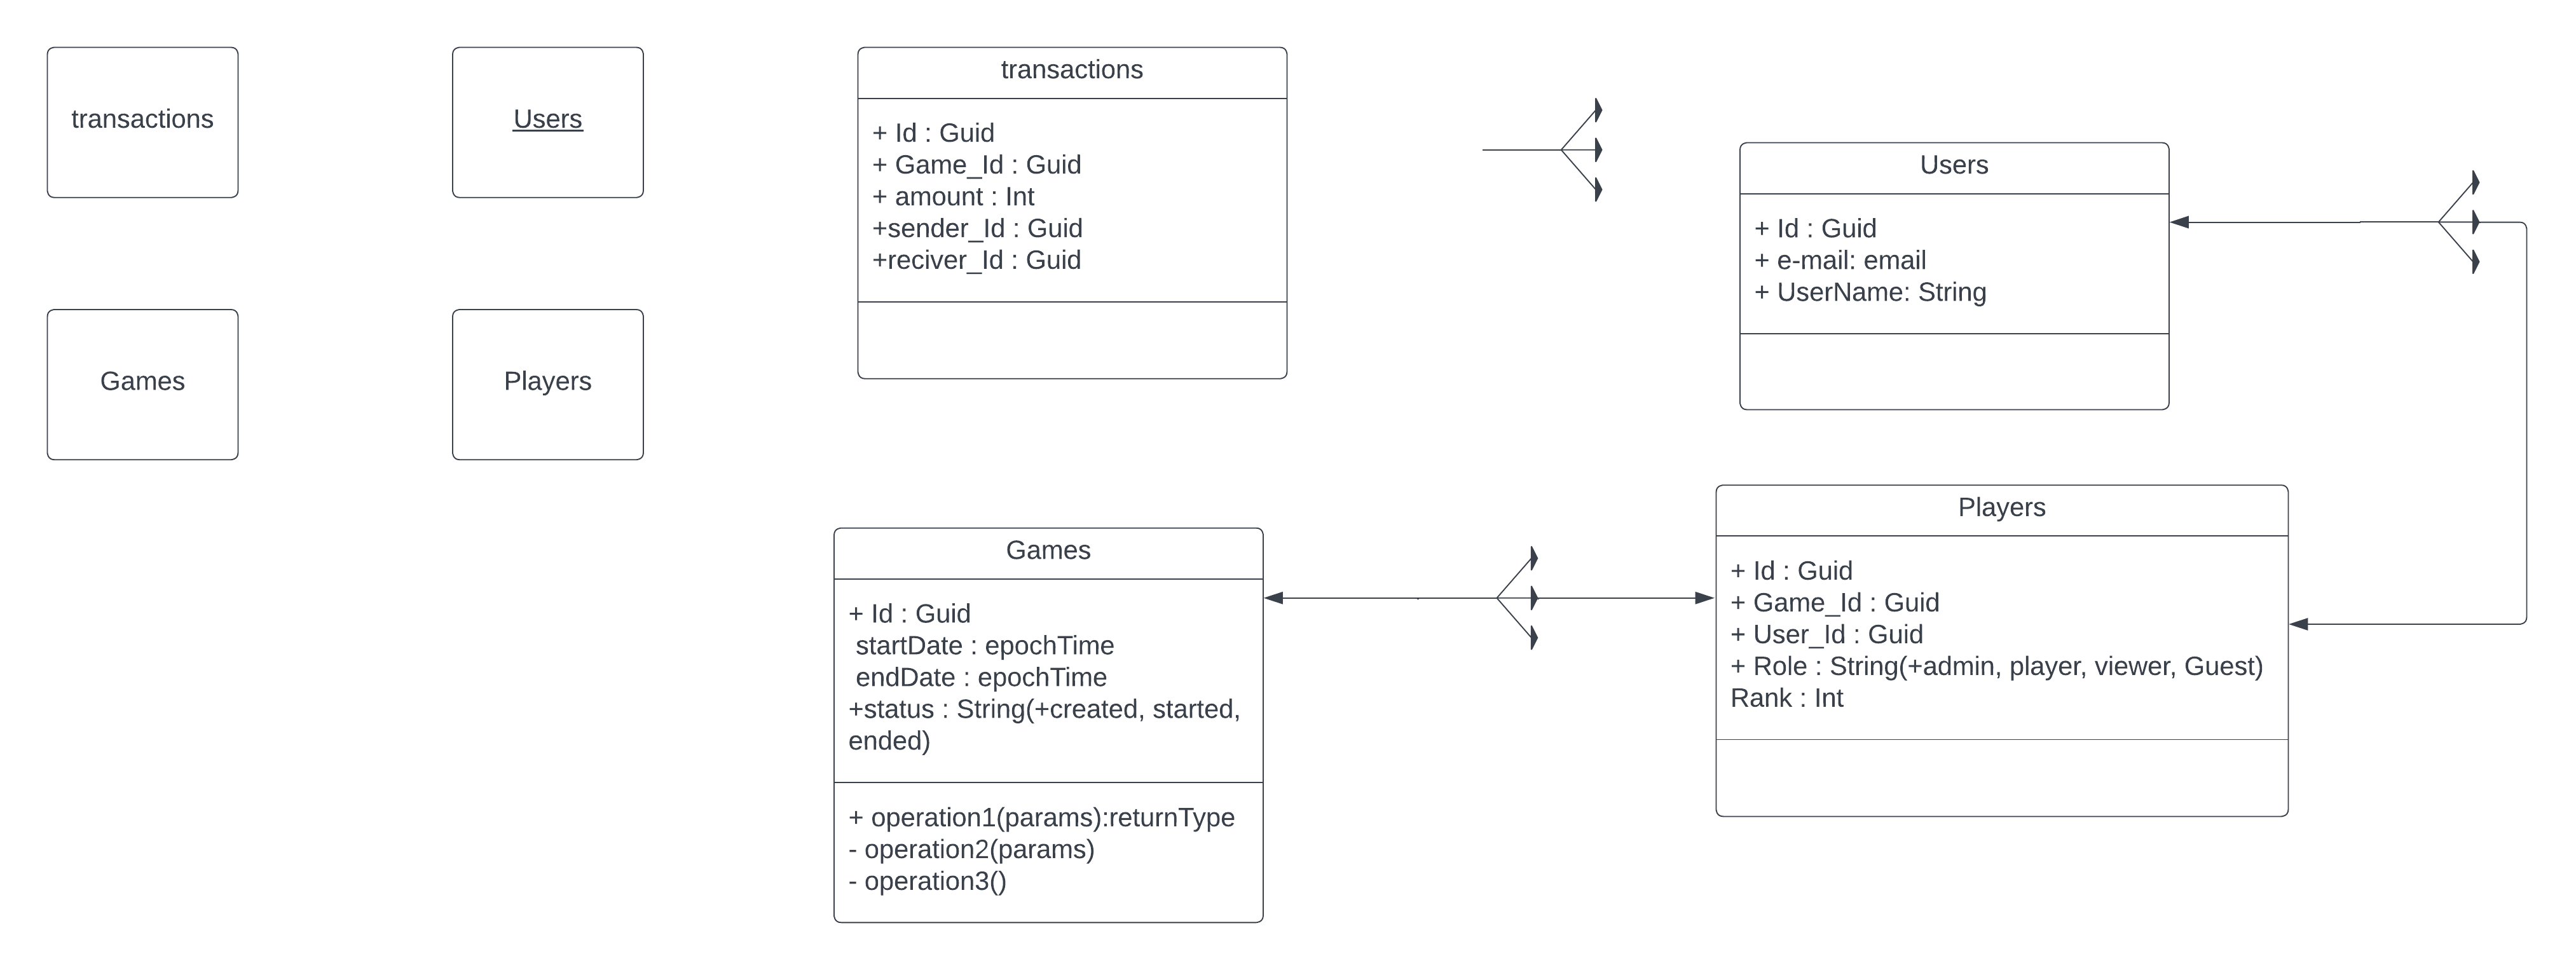 transactions
Users
Games
Players
transactions
+ Id : Guid
+ Game_Id : Guid
+ amount : Int
+sender_Id : Guid
+reciver_Id : Guid
Users
+ Id : Guid
+ e-mail: email
+ UserName: String
Games
+ Id : Guid
startDate : epochTime
endDate : epochTime
+status : String(+created, started,
ended)
+ operation1(params):returnType
- operation2(params)
- operation3()
Players
+ Id : Guid
+ Game_Id : Guid
+ User_Id : Guid
+ Role : String(+admin, player, viewer, Guest)
Rank : Int